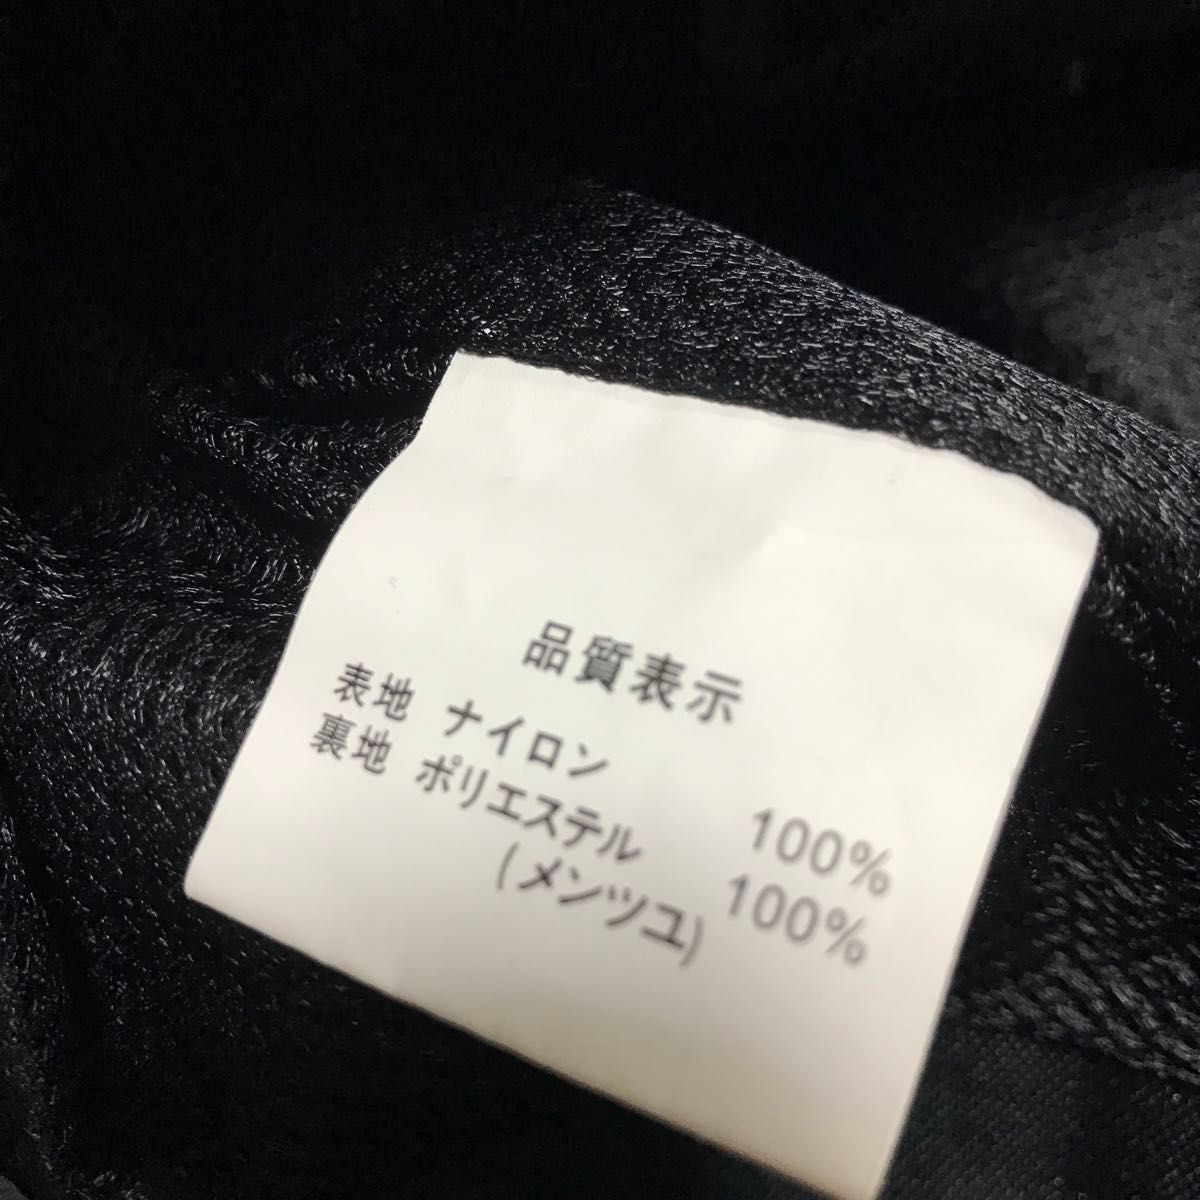 品質表示
表地 ナイロン 100%
裏地 ポリエステル 100%
(メンツユ)